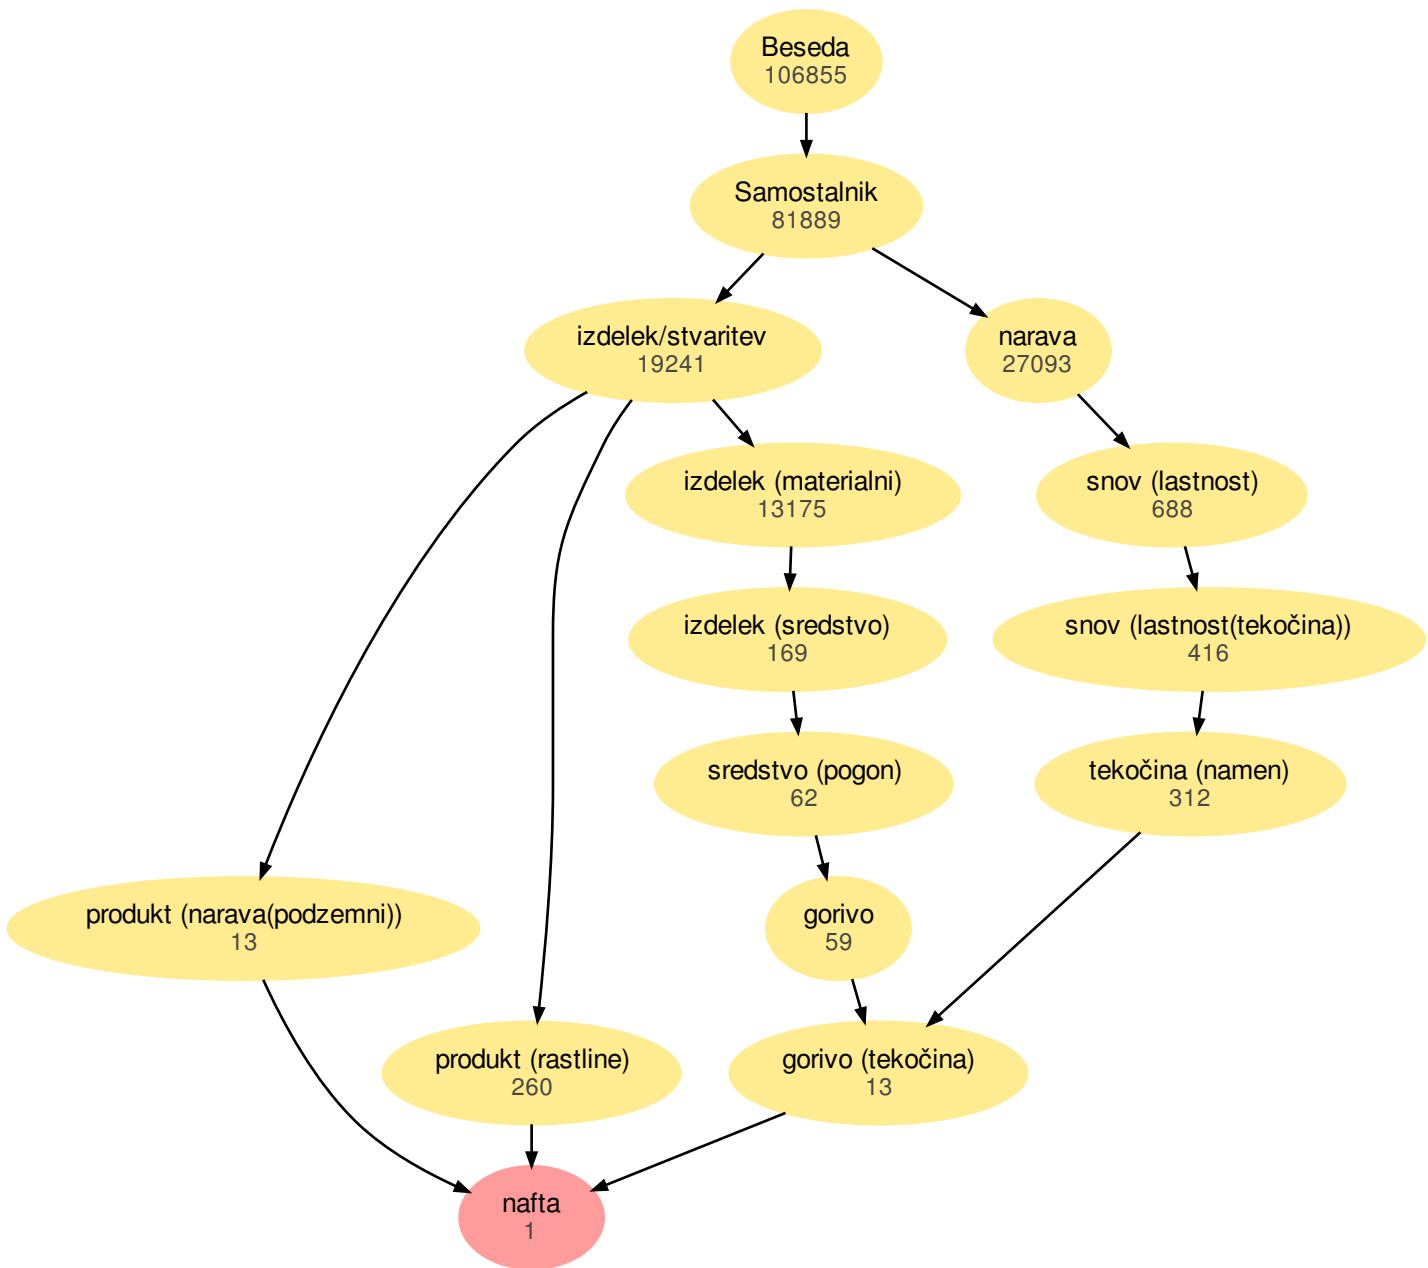 Beseda
106855
Samostalnik
81889
izdelek/stvaritev
19241
narava
27093
izdelek (materialni)
13175
snov (lastnost)
688
izdelek (sredstvo)
169
snov (lastnost(tekočina))
416
sredstvo (pogon)
62
tekočina (namen)
312
produkt (narava(podzemni))
13
gorivo
59
produkt (rastline)
260
gorivo (tekočina)
13
nafta
1